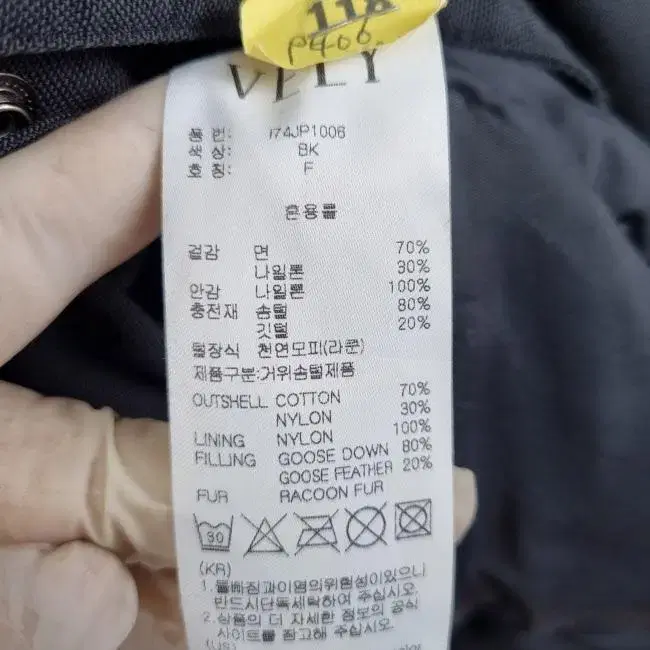 118
P406
VELY
품 번: I74JP1006
색 상: BK
호 칭: F
혼용률
겉감 면 70%
나일론 30%
안감 나일론 100%
충전재 솜털 80%
깃털 20%
털장식 천연모피(라쿤)
제품구분:거위솜털제품
OUTSHELL COTTON 70%
NYLON 30%
LINING NYLON 100%
FILLING GOOSE DOWN 80%
GOOSE FEATHER 20%
FUR RACOON FUR
30
(KR)
1.물빠짐과이염의위험성이있으니
반드시단독세탁하여 주십시오.
2.상품의 더 자세한 정보의 공식
사이트를 참고해 주십시오.
(US)